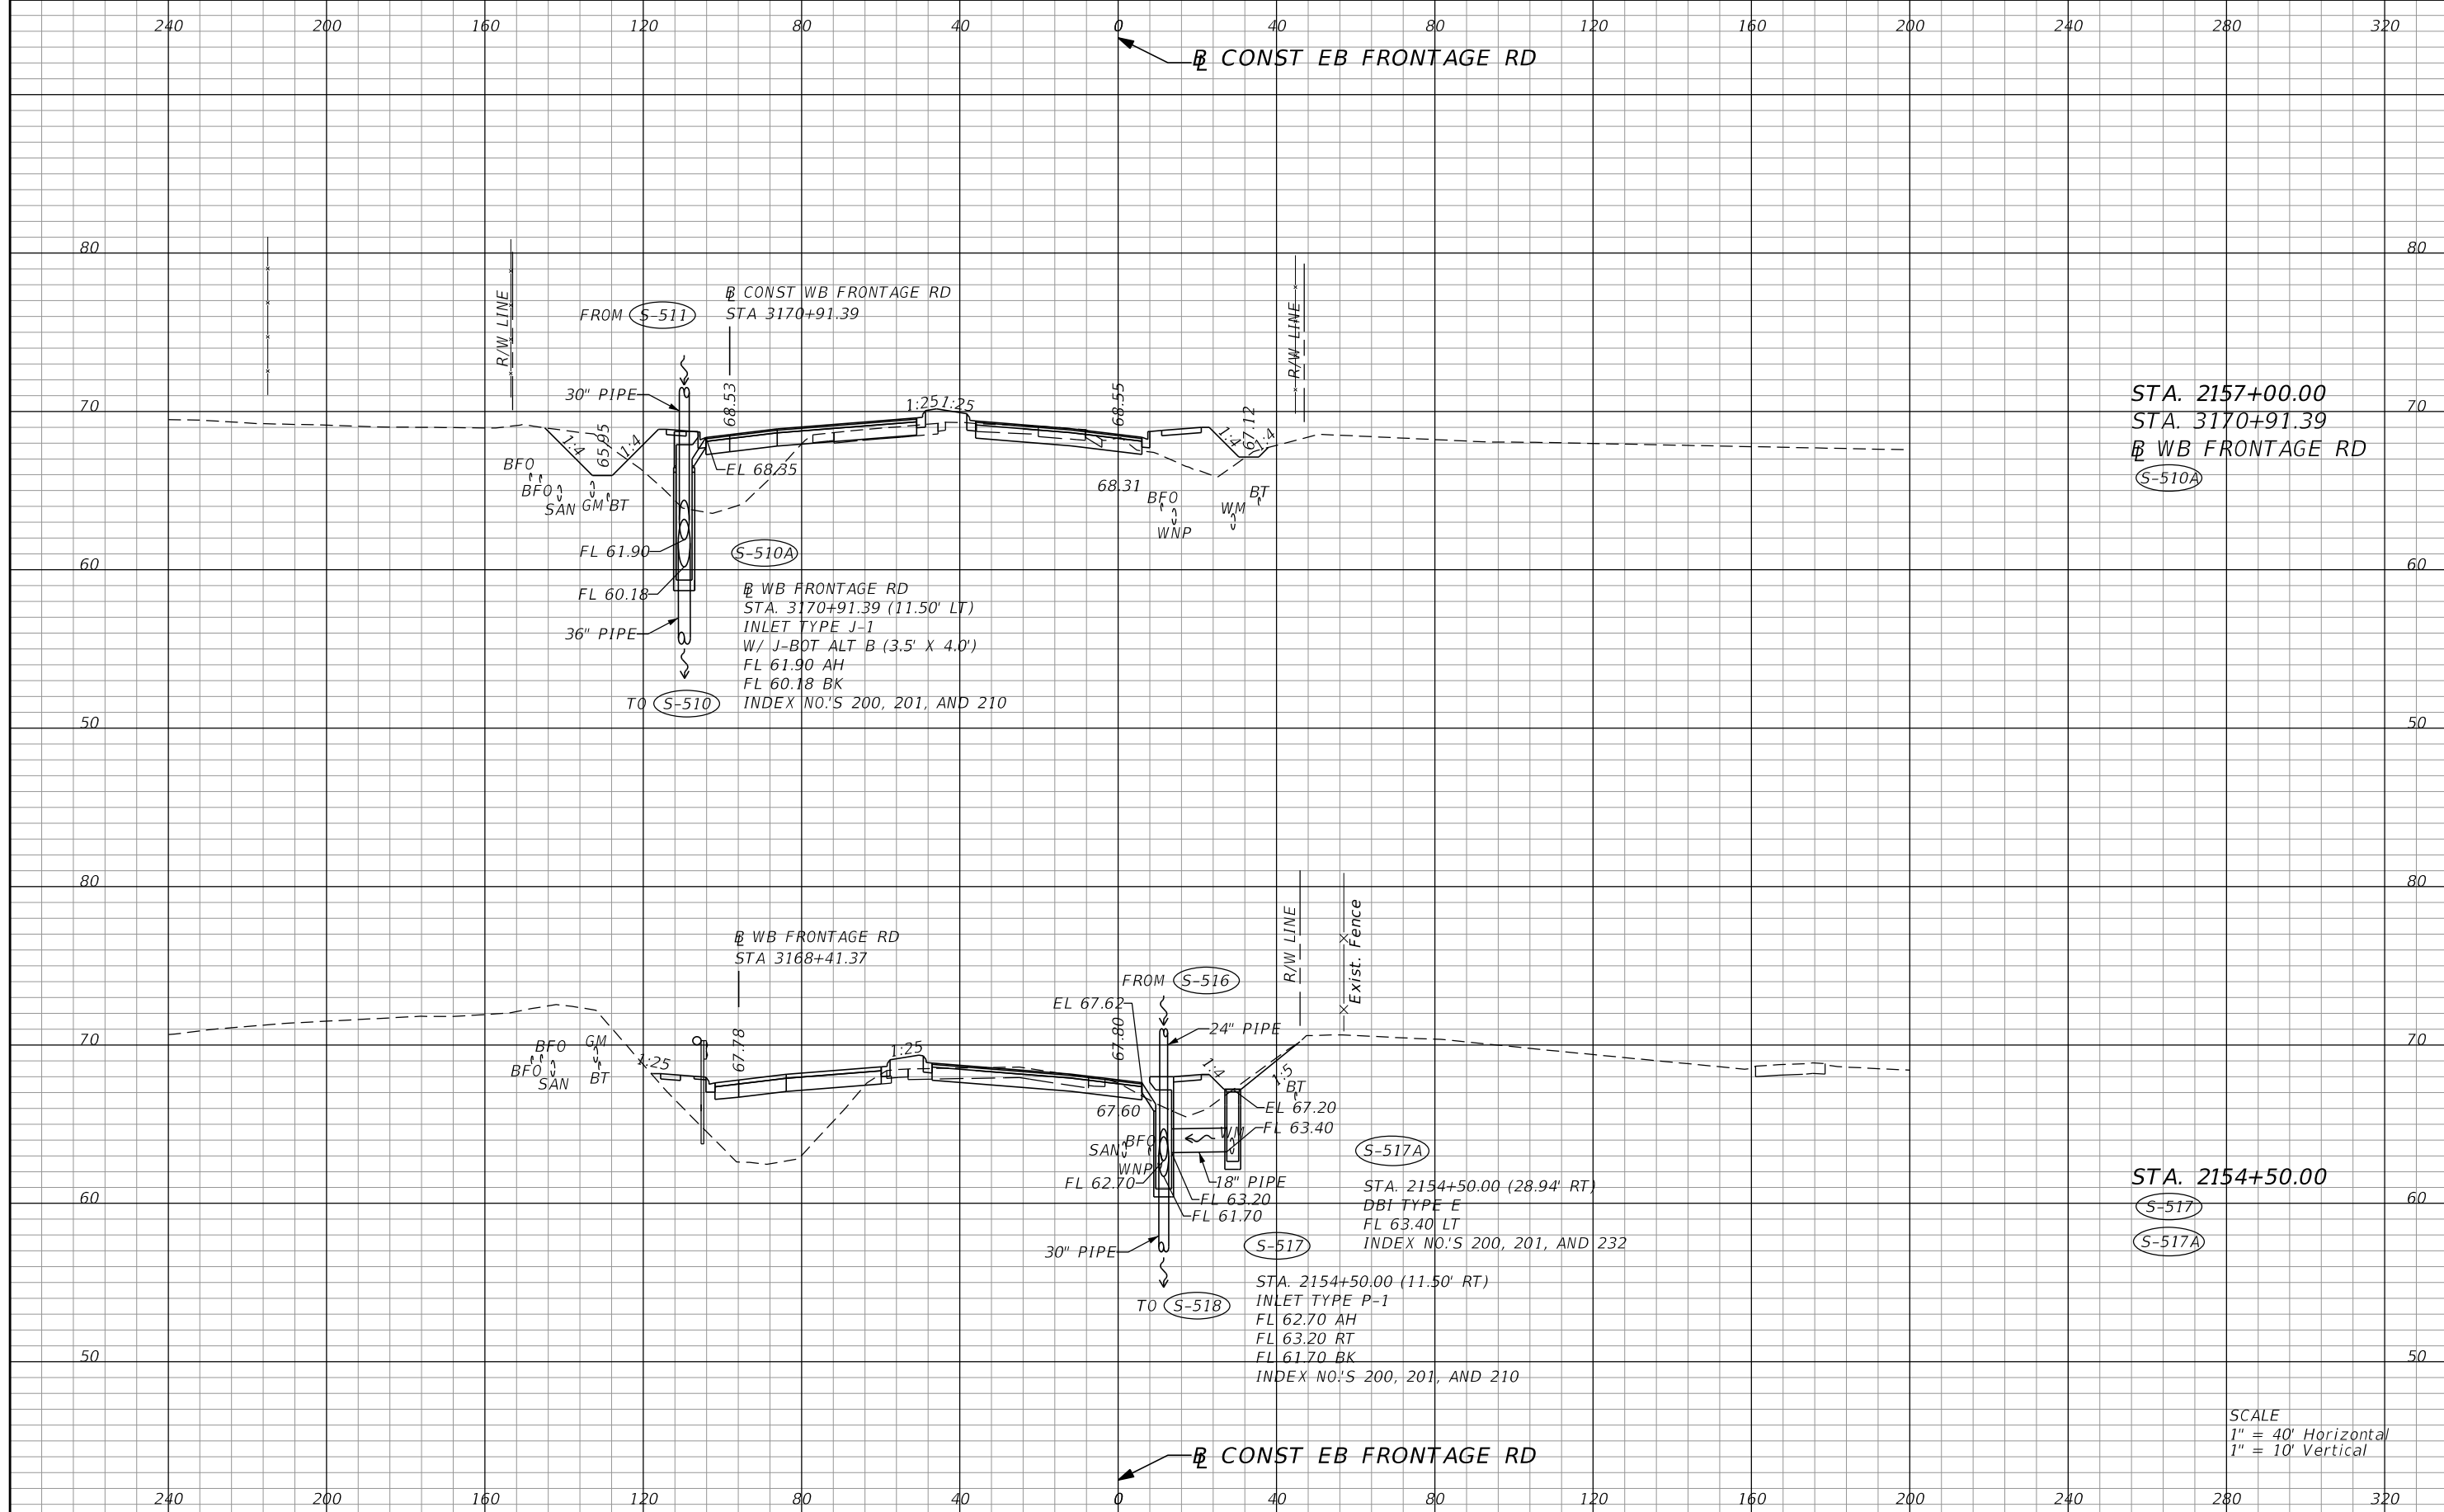 240 200 160 120 80 40 0 40 80 120 160 200 240 280 320
℄ CONST EB FRONTAGE RD
80 80
R/W LINE
FROM S-511
℄ CONST WB FRONTAGE RD
STA 3170+91.39
R/W LINE
30" PIPE
70 70
STA. 2157+00.00
STA. 3170+91.39
℄ WB FRONTAGE RD
S-510A
1:4
65.95
1:4
68.53
1:25
1:25
68.55
1:4
67.12
1:4
EL 68.35
68.31
BFO
BFO
SAN
GM
BT
BFO
WNP
WM
BT
FL 61.90
S-510A
60 60
FL 60.18
36" PIPE
℄ WB FRONTAGE RD
STA. 3170+91.39 (11.50' LT)
INLET TYPE J-1
W/ J-BOT ALT B (3.5' X 4.0')
FL 61.90 AH
FL 60.18 BK
INDEX NO.'S 200, 201, AND 210
TO S-510
50 50
80 80
℄ WB FRONTAGE RD
STA 3168+41.37
R/W LINE
Exist. Fence
FROM S-516
EL 67.62
24" PIPE
70 70
BFO
BFO
SAN
GM
BT
1:25
67.78
1:25
67.80
1:4
1:5
BT
67.60
EL 67.20
FL 63.40
WM
SAN
BFO
WNP
FL 62.70
18" PIPE
FL 63.20
FL 61.70
30" PIPE
S-517A
STA. 2154+50.00 (28.94' RT)
DBI TYPE E
FL 63.40 LT
INDEX NO.'S 200, 201, AND 232
STA. 2154+50.00
S-517
S-517A
60 60
S-517
STA. 2154+50.00 (11.50' RT)
INLET TYPE P-1
FL 62.70 AH
FL 63.20 RT
FL 61.70 BK
INDEX NO.'S 200, 201, AND 210
TO S-518
50 50
SCALE
1" = 40' Horizontal
1" = 10' Vertical
℄ CONST EB FRONTAGE RD
240 200 160 120 80 40 0 40 80 120 160 200 240 280 320